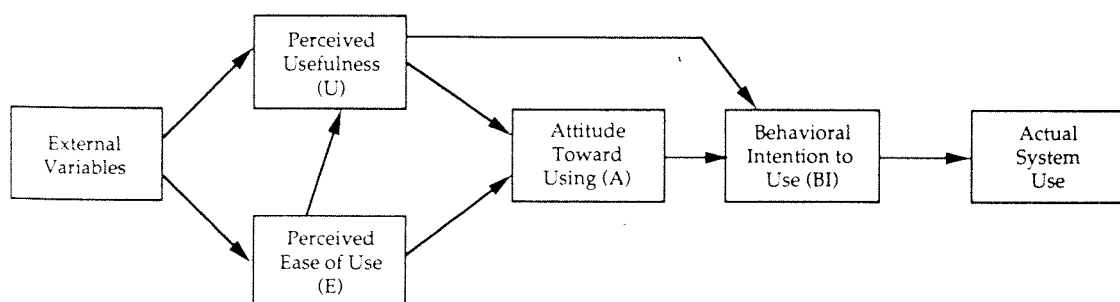 Perceived
Usefulness
(U)
External
Variables
Attitude
Toward
Using (A)
Behavioral
Intention to
Use (BI)
Actual
System
Use
Perceived
Ease of Use
(E)